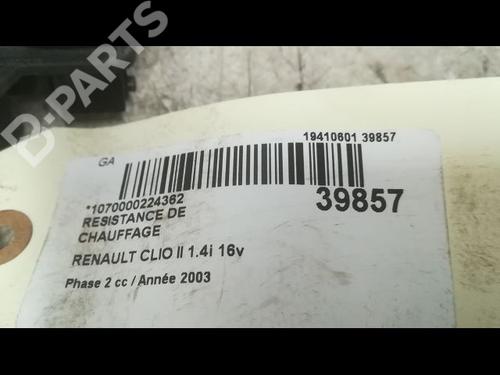 B-PARTS
19410601 39857
GA
*1070000224362
39857
RESISTANCE DE
CHAUFFAGE
RENAULT CLIO II 1.4i 16v
Phase 2 cc / Année 2003